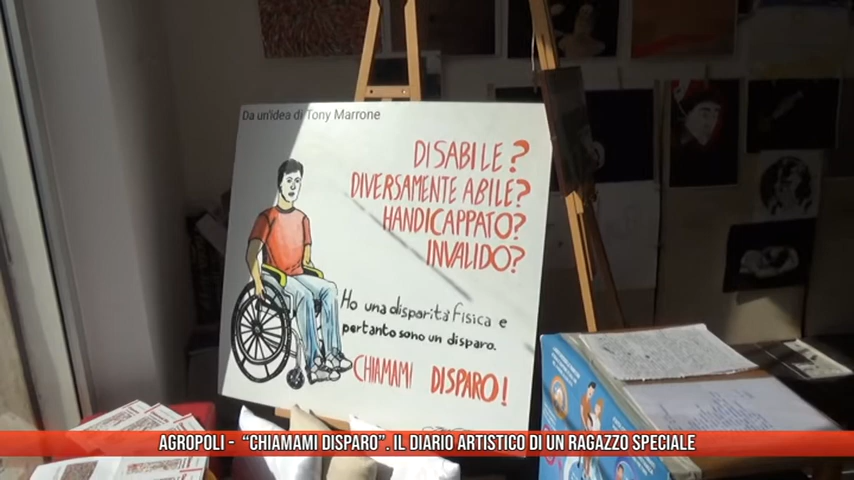 Da un'idea di Tony Marrone
DISABILE?
DIVERSAMENTE ABILE?
HANDICAPPATO?
INVALIDO?
Ho una disparità fisica e
pertanto sono un disparo.
CHIAMAMI DISPARO!
AGROPOLI - “CHIAMAMI DISPARO”. IL DIARIO ARTISTICO DI UN RAGAZZO SPECIALE